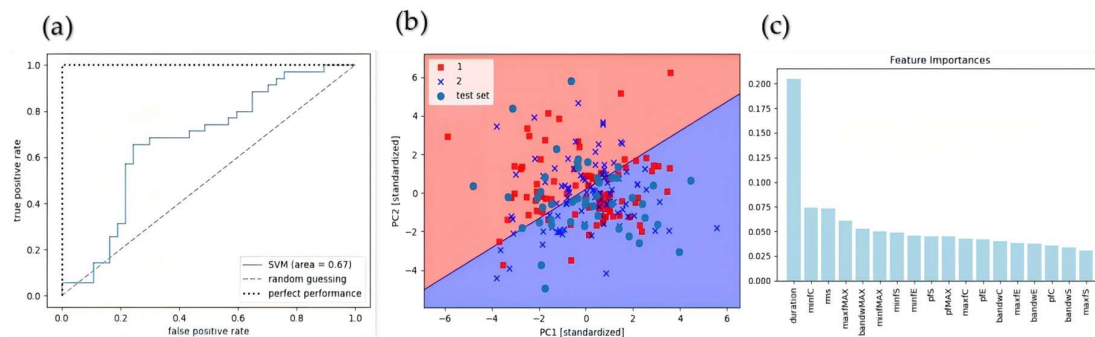 (a)
1.0
0.8
0.6
0.4
0.2
0.0
true positive rate
SVM (area = 0.67)
random guessing
perfect performance
0.0 0.2 0.4 0.6 0.8 1.0
false positive rate
(b)
1
2
test set
6
4
2
0
−2
−4
PC2 [standardized]
−6 −4 −2 0 2 4 6
PC1 [standardized]
(c)
Feature Importances
0.200
0.175
0.150
0.125
0.100
0.075
0.050
0.025
0.000
duration
minfC
rms
maxfMAX
bandwMAX
minfMAX
minfS
minfE
pfS
pfMAX
maxfC
pfE
bandwC
maxfE
bandwE
pfC
bandwS
maxfS